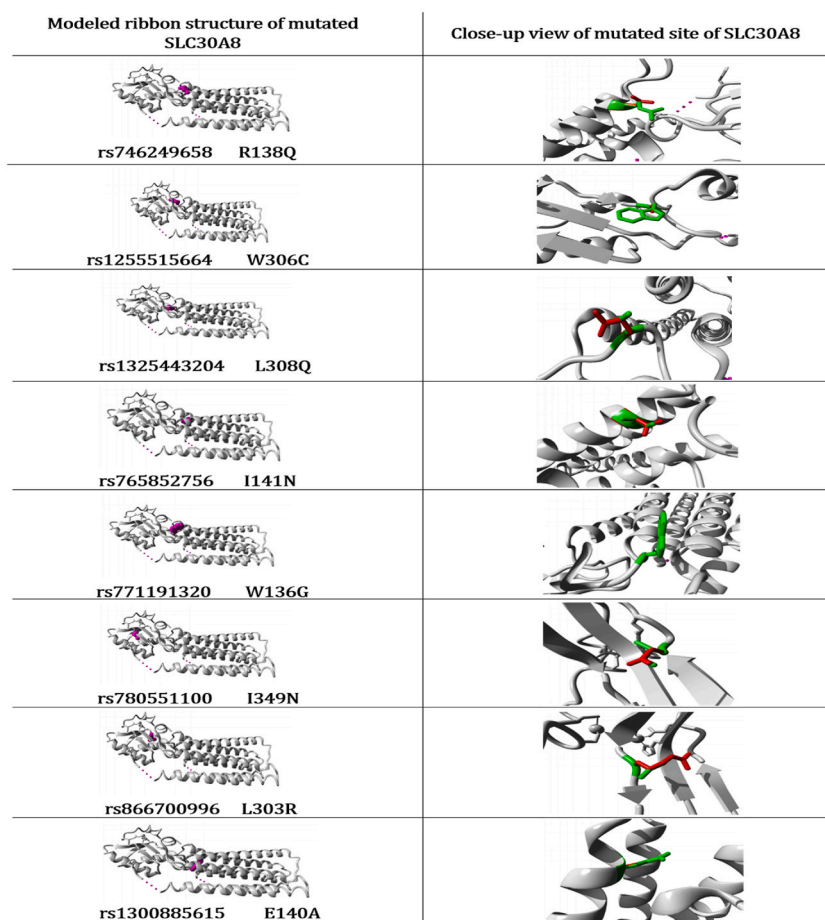 Modeled ribbon structure of mutated
SLC30A8
Close-up view of mutated site of SLC30A8
rs746249658 R138Q
rs1255515664 W306C
rs1325443204 L308Q
rs765852756 I141N
rs771191320 W136G
rs780551100 I349N
rs866700996 L303R
rs1300885615 E140A